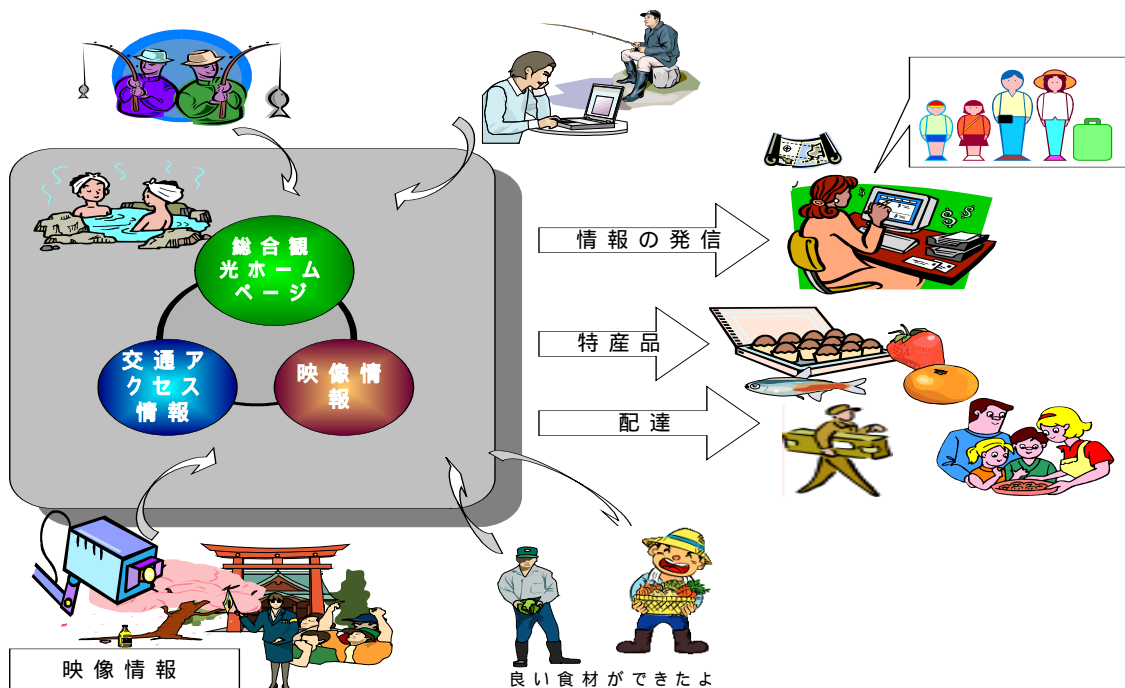 総合観
光ホーム
ページ
交通ア
クセス
情報
映像情
報
情報の発信
特産品
配達
映像情報
良い食材ができたよ